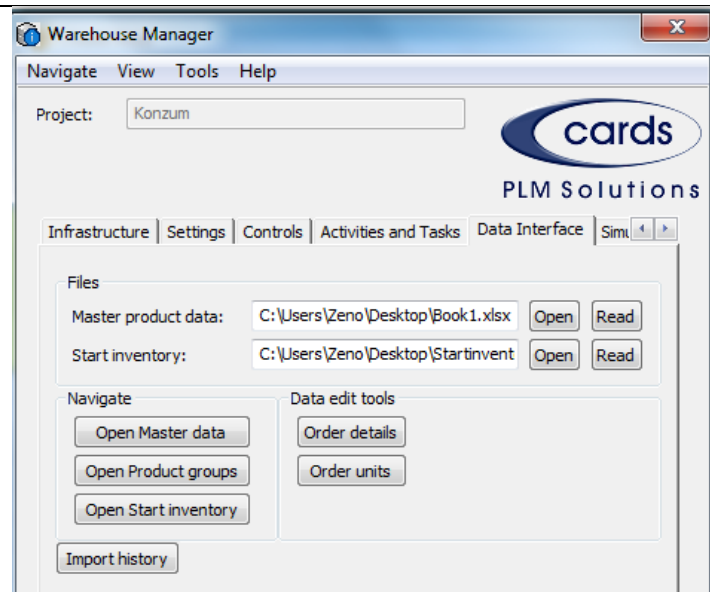 Warehouse Manager
Navigate View Tools Help
Project: Konzum
cards
PLM Solutions
Infrastructure Settings Controls Activities and Tasks Data Interface Simu
Files
Master product data: C:\Users\Zeno\Desktop\Book1.xlsx Open Read
Start inventory: C:\Users\Zeno\Desktop\Startinvent Open Read
Navigate Data edit tools
Open Master data Order details
Open Product groups Order units
Open Start inventory
Import history